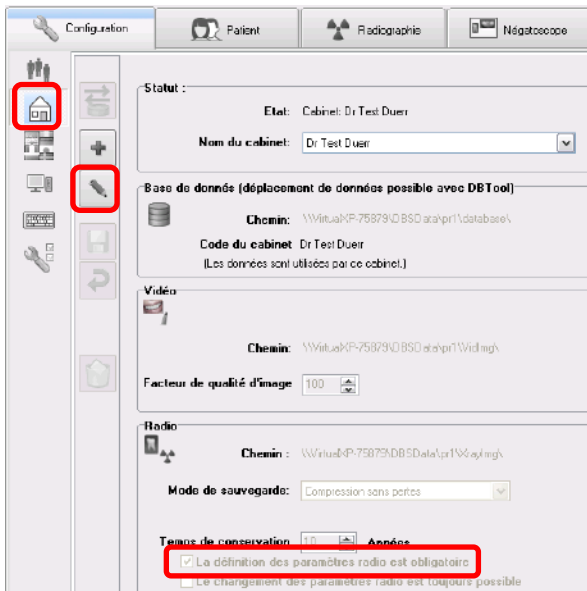 Configuration
Patient
Radiographie
Négatoscope
Statut :
Etat: Cabinet: Dr Test Duerr
Nom du cabinet: Dr Test Duerr
Base de donnés (déplacement de données possible avec DBTool)
Chemin: \\VirtualXP-75879\DBSData\pr1\database\
Code du cabinet Dr Test Duerr
(Les données sont utilisées par ce cabinet.)
Vidéo
Chemin: \\VirtualXP-75879\DBSData\pr1\VidImg\
Facteur de qualité d'image 100
Radio
Chemin : \\VirtualXP-75879\DBSData\pr1\XrayImg\
Mode de sauvegarde: Compression sans pertes
Temps de conservation 10 Années
La définition des paramètres radio est obligatoire
Le changement des paramètres radio est toujours possible